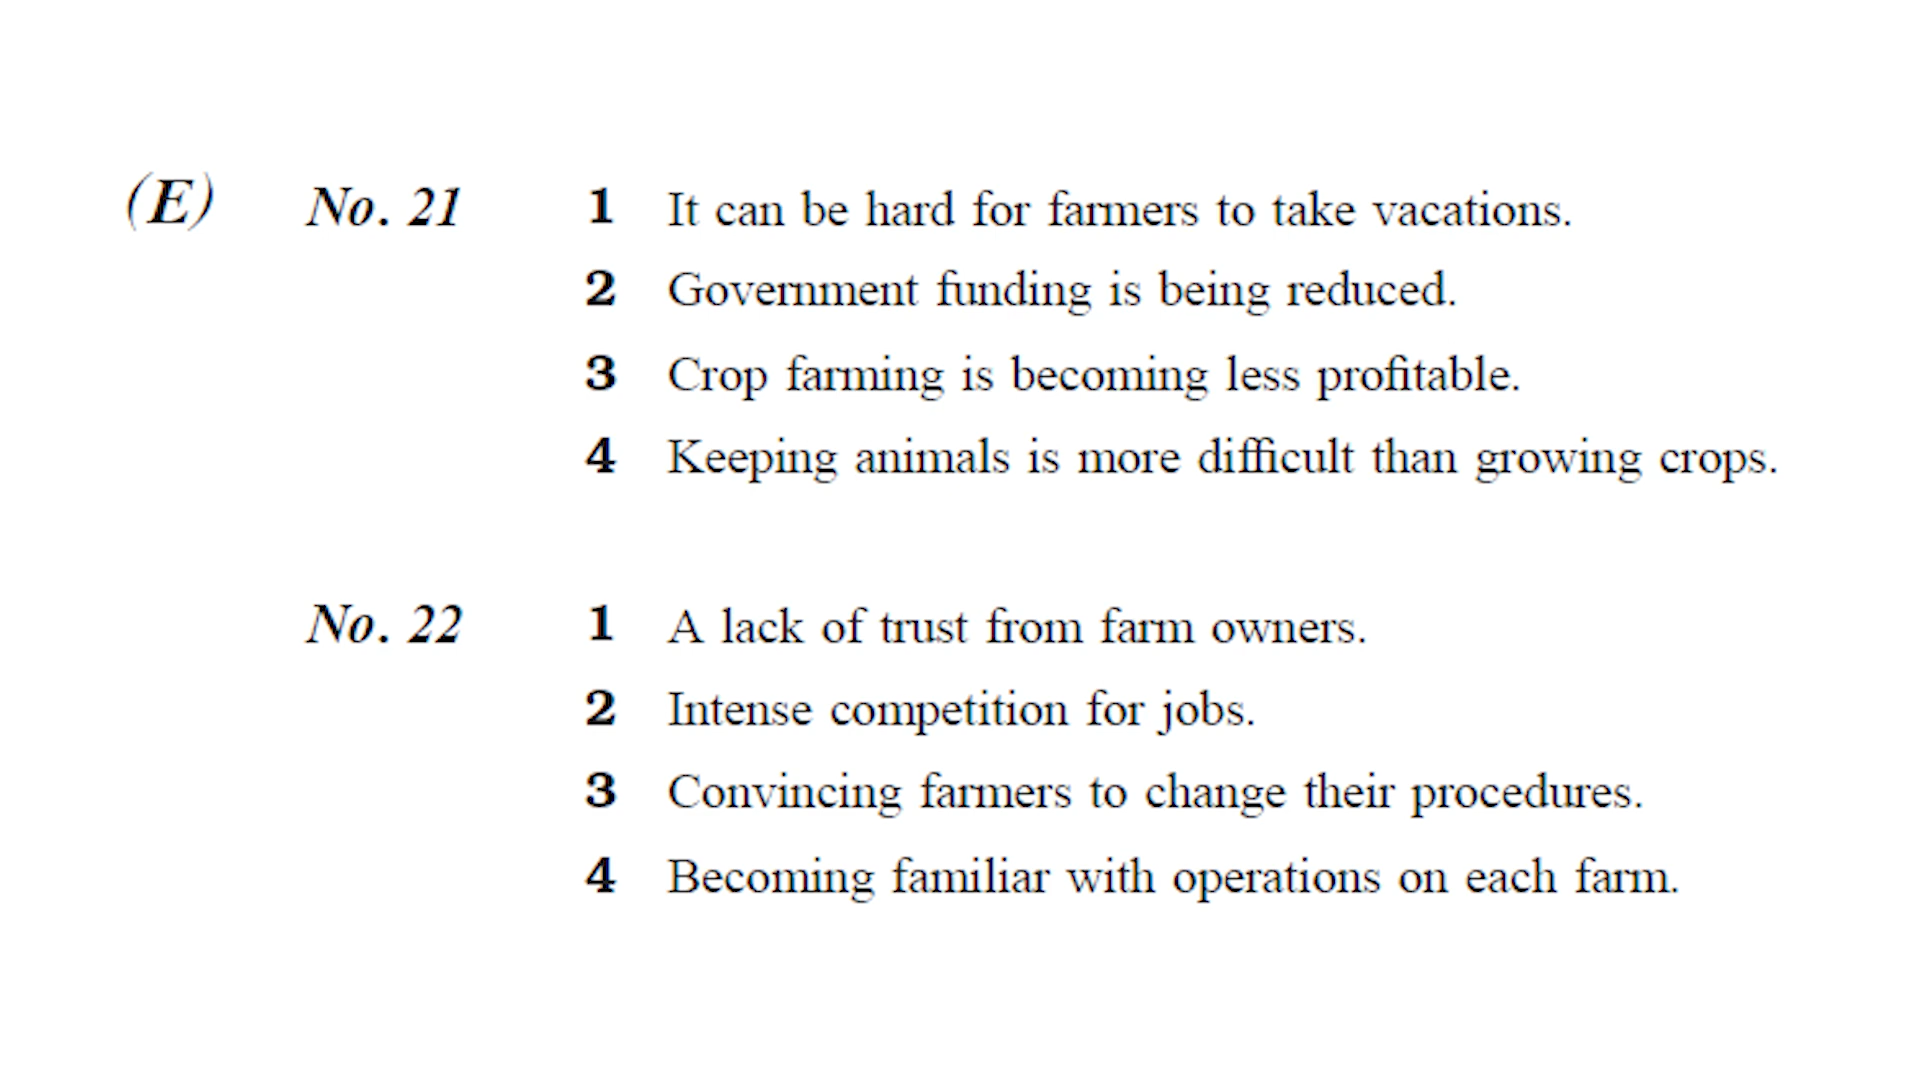 (E) No. 21 1 It can be hard for farmers to take vacations.
2 Government funding is being reduced.
3 Crop farming is becoming less profitable.
4 Keeping animals is more difficult than growing crops.
No. 22 1 A lack of trust from farm owners.
2 Intense competition for jobs.
3 Convincing farmers to change their procedures.
4 Becoming familiar with operations on each farm.